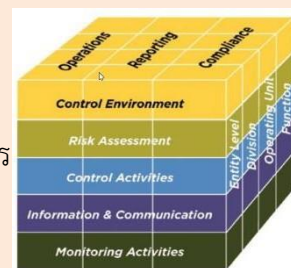 Operations
Reporting
Compliance
Control Environment
Risk Assessment
Control Activities
Information & Communication
Monitoring Activities
Entity Level
Division
Operating Unit
Function